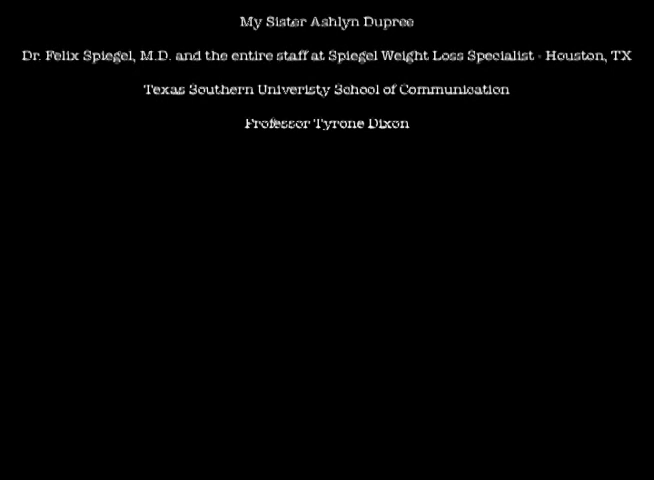 My Sister Ashlyn Dupree
Dr. Felix Spiegel, M.D. and the entire staff at Spiegel Weight Loss Specialist - Houston, TX
Texas Southern Univeristy School of Communication
Professor Tyrone Dixon